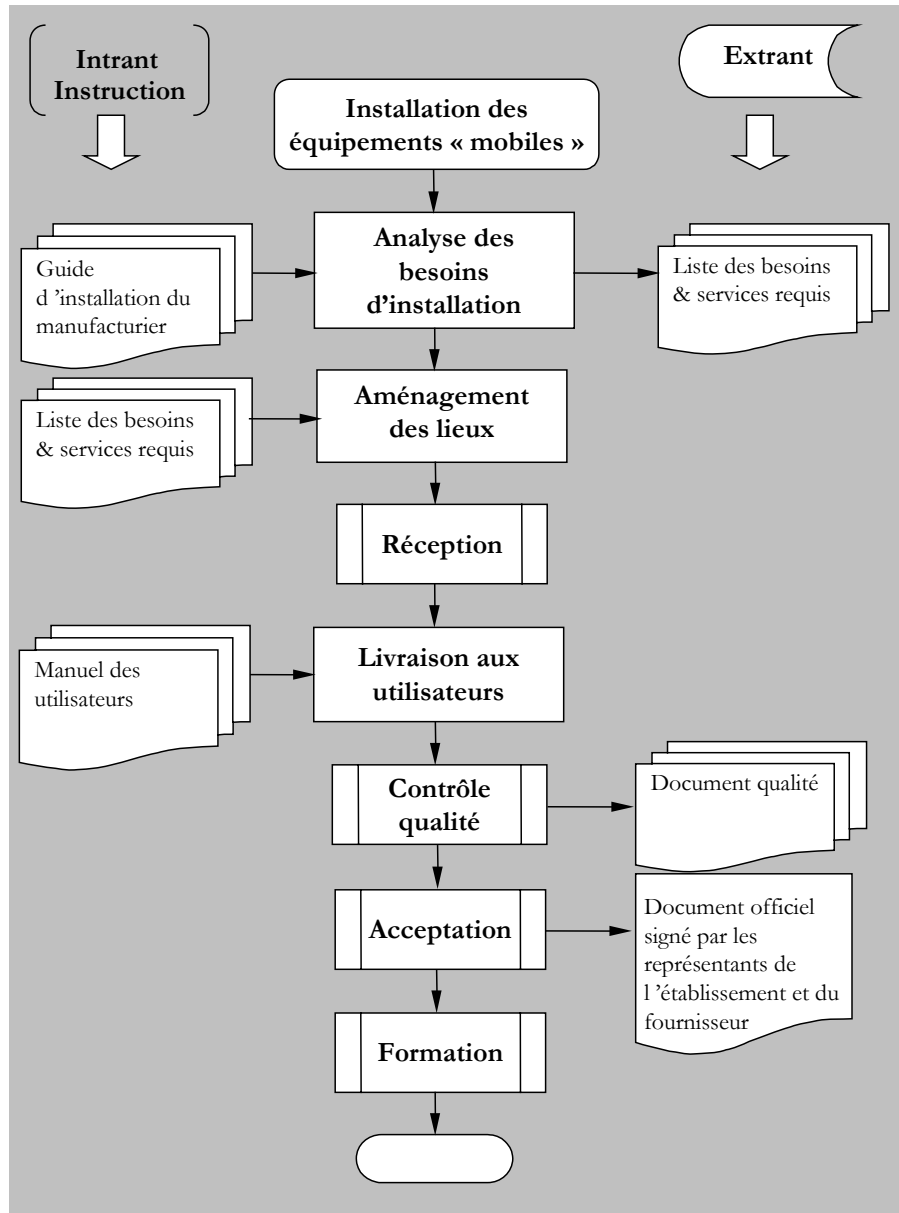 Intrant
Instruction
Extrant
Installation des
équipements « mobiles »
Guide
d ’installation du
manufacturier
Analyse des
besoins
d’installation
Liste des besoins
& services requis
Liste des besoins
& services requis
Aménagement
des lieux
Réception
Manuel des
utilisateurs
Livraison aux
utilisateurs
Contrôle
qualité
Document qualité
Acceptation
Document officiel
signé par les
représentants de
l ’établissement et du
fournisseur
Formation